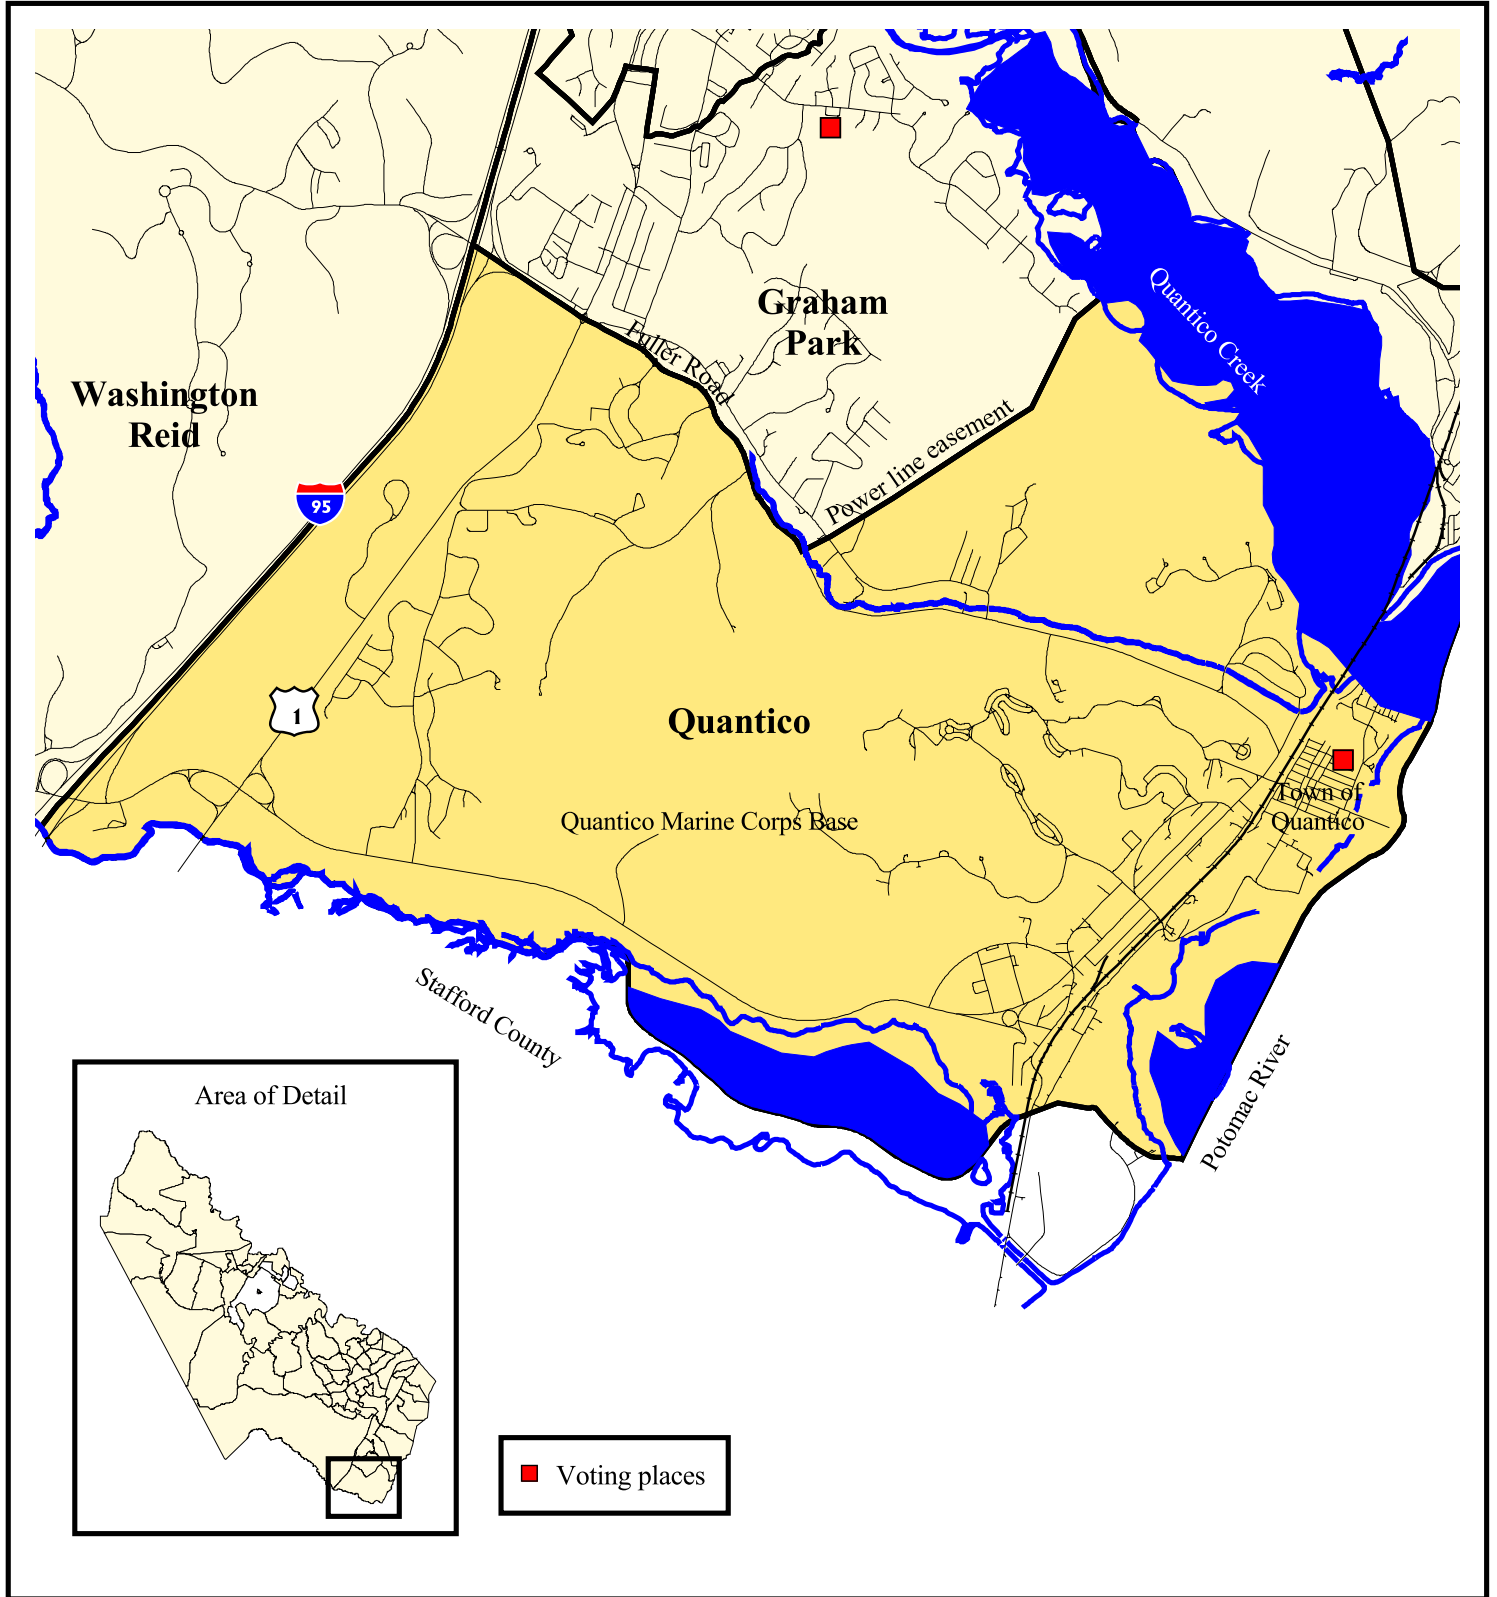 Quantico Creek
Graham
Park
Fuller Road
Washington
Reid
Power line easement
95
1
Quantico
Town of
Quantico
Quantico Marine Corps Base
Stafford County
Potomac River
Area of Detail
Voting places